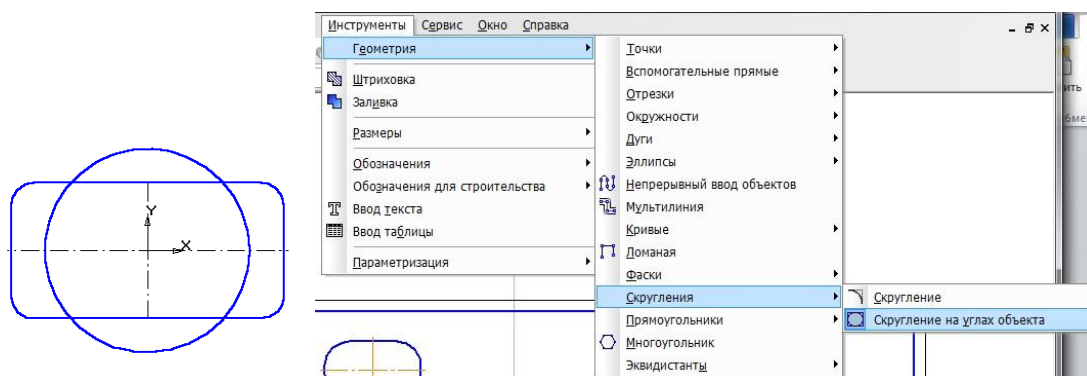 Инструменты Сервис Окно Справка
Геометрия
Штриховка
Заливка
Размеры
Обозначения
Обозначения для строительства
Ввод текста
Ввод таблицы
Параметризация
Точки
Вспомогательные прямые
Отрезки
Окружности
Дуги
Эллипсы
Непрерывный ввод объектов
Мультилиния
Кривые
Ломаная
Фаски
Скругления
Прямоугольники
Многоугольник
Эквидистанты
Скругление
Скругление на углах объекта
ить
бме
Y
X